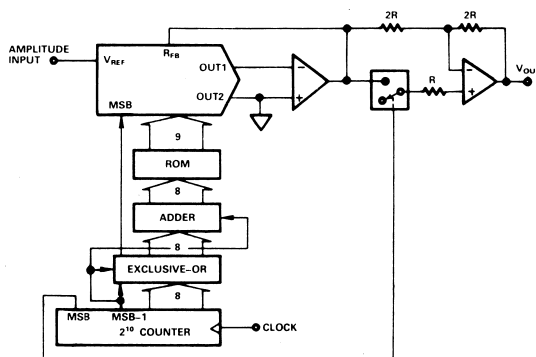 2R 2R
AMPLITUDE
INPUT
VREF
RFB
OUT1
OUT2
MSB
−
+
R
−
+
VOU
9
ROM
8
ADDER
8
EXCLUSIVE-OR
8
MSB MSB-1
2¹⁰ COUNTER
CLOCK